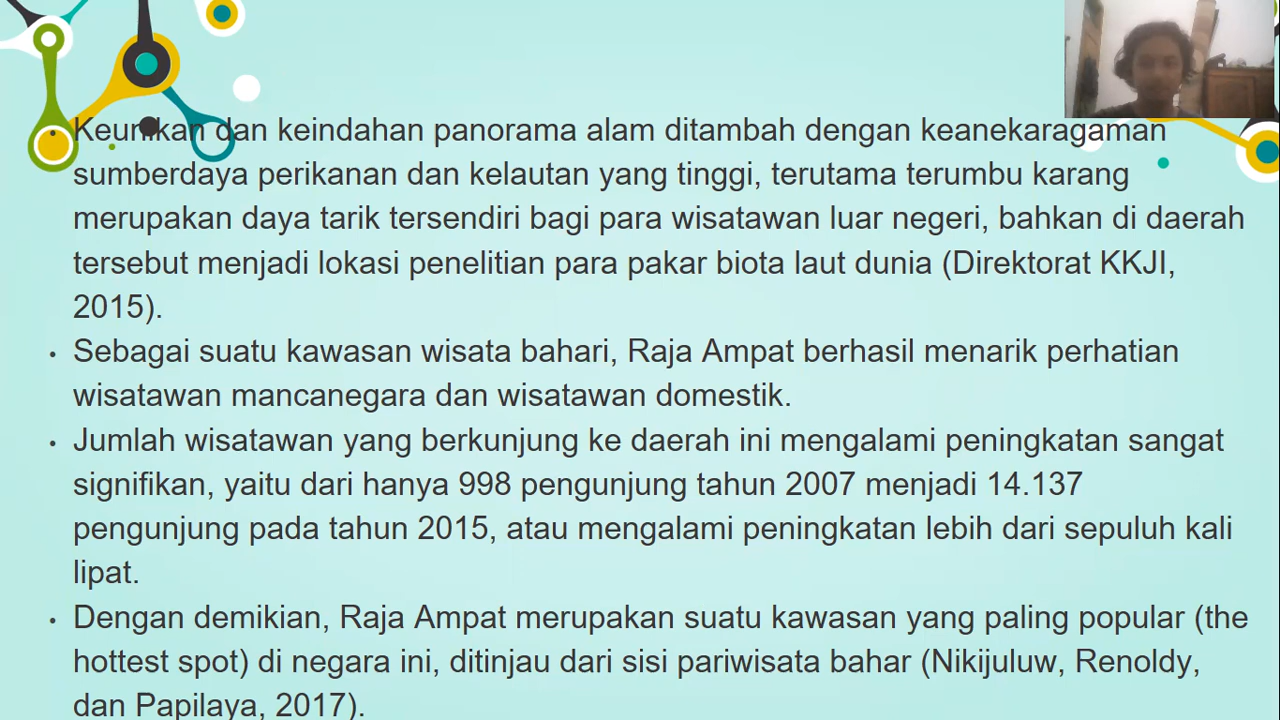 • Keunikan dan keindahan panorama alam ditambah dengan keanekaragaman
sumberdaya perikanan dan kelautan yang tinggi, terutama terumbu karang
merupakan daya tarik tersendiri bagi para wisatawan luar negeri, bahkan di daerah
tersebut menjadi lokasi penelitian para pakar biota laut dunia (Direktorat KKJI,
2015).
• Sebagai suatu kawasan wisata bahari, Raja Ampat berhasil menarik perhatian
wisatawan mancanegara dan wisatawan domestik.
• Jumlah wisatawan yang berkunjung ke daerah ini mengalami peningkatan sangat
signifikan, yaitu dari hanya 998 pengunjung tahun 2007 menjadi 14.137
pengunjung pada tahun 2015, atau mengalami peningkatan lebih dari sepuluh kali
lipat.
• Dengan demikian, Raja Ampat merupakan suatu kawasan yang paling popular (the
hottest spot) di negara ini, ditinjau dari sisi pariwisata bahar (Nikijuluw, Renoldy,
dan Papilaya, 2017).